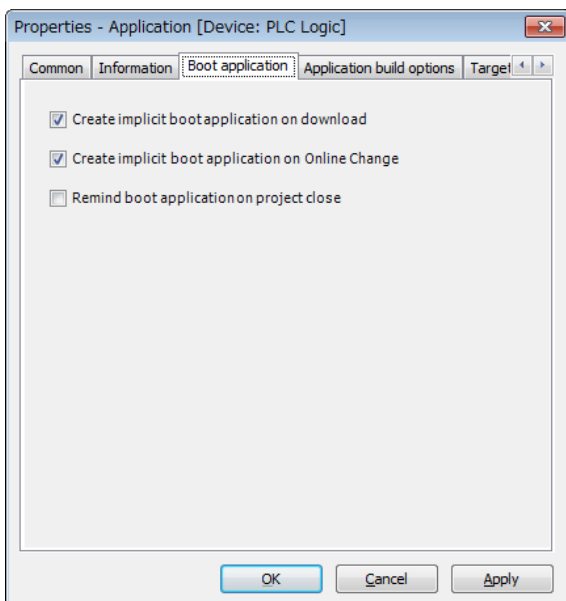 Properties - Application [Device: PLC Logic]
Common Information Boot application Application build options Target
Create implicit boot application on download
Create implicit boot application on Online Change
Remind boot application on project close
OK Cancel Apply